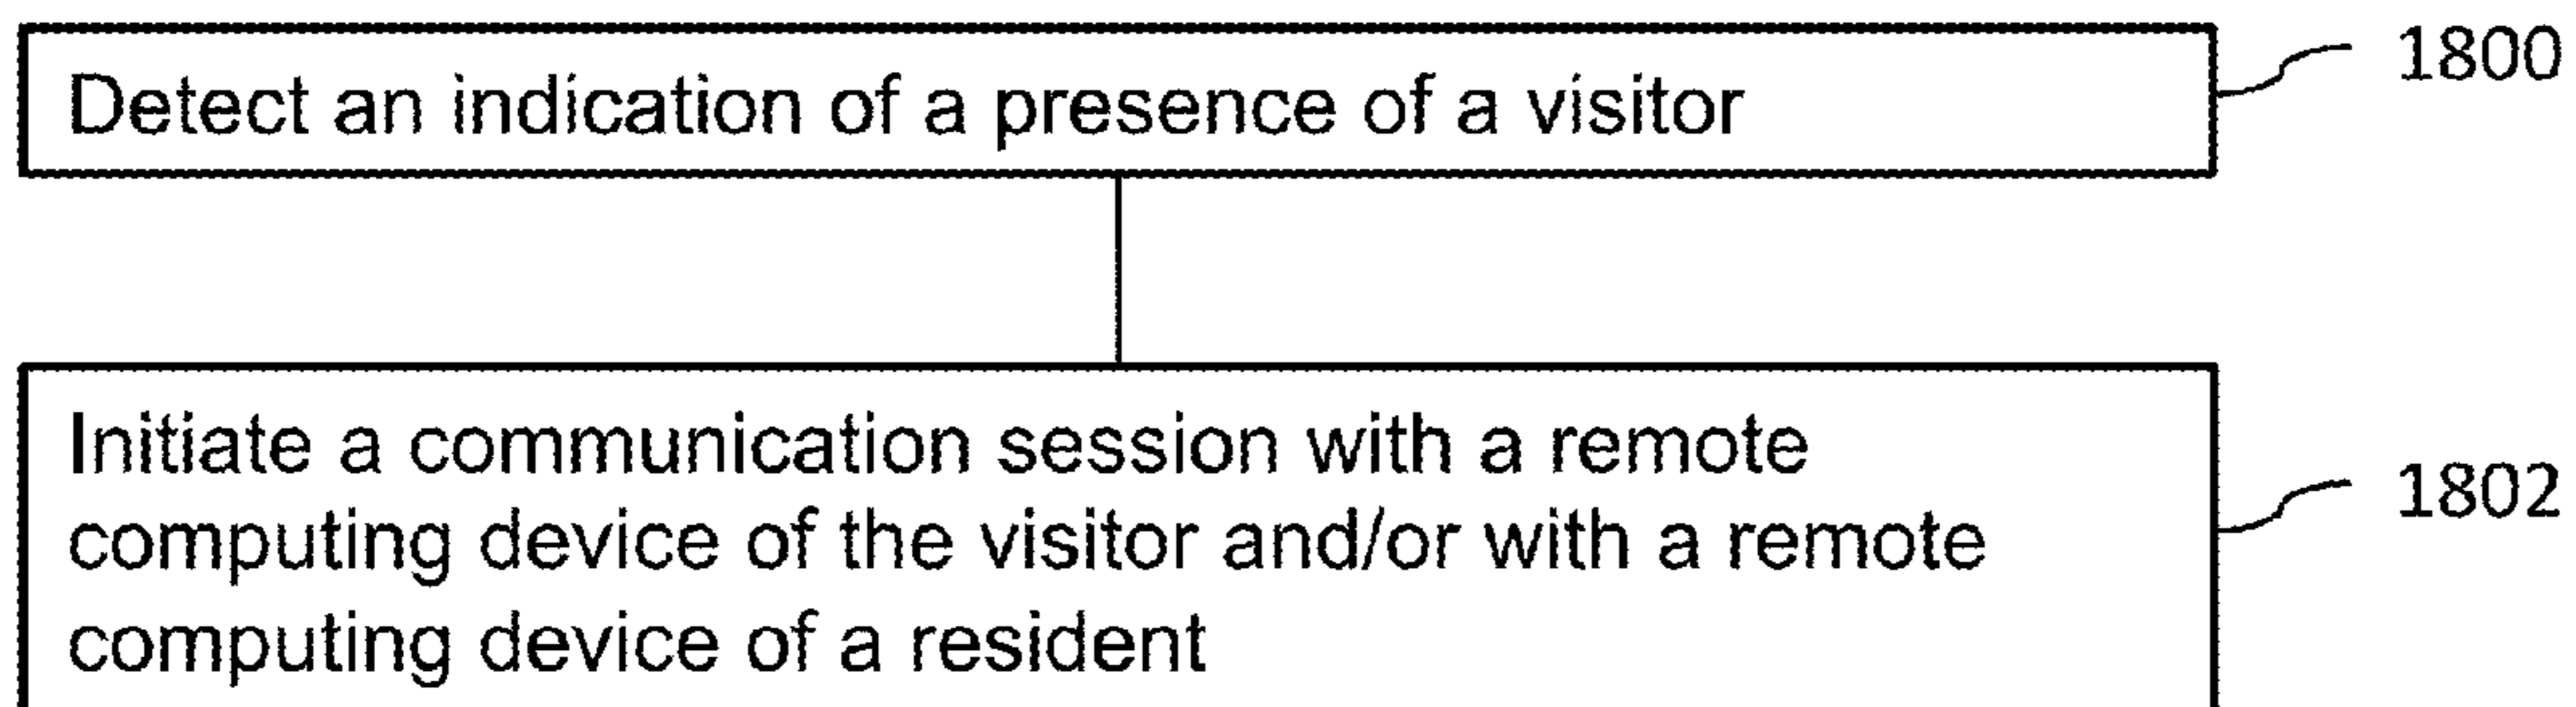 Detect an indication of a presence of a visitor
1800
Initiate a communication session with a remote
computing device of the visitor and/or with a remote
computing device of a resident
1802